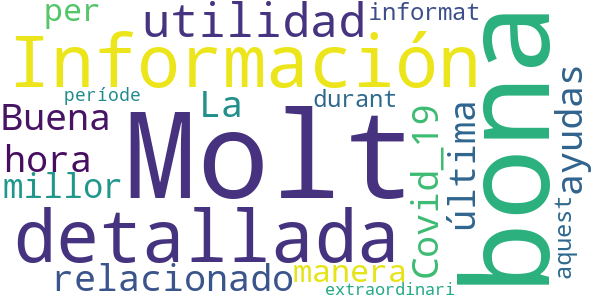 per
utilidad
informat
Información
bona
període
Buena
La
durant
Molt
hora
millor
Covid_19
última
ayudas
detallada
aquest
relacionado
manera
extraordinari